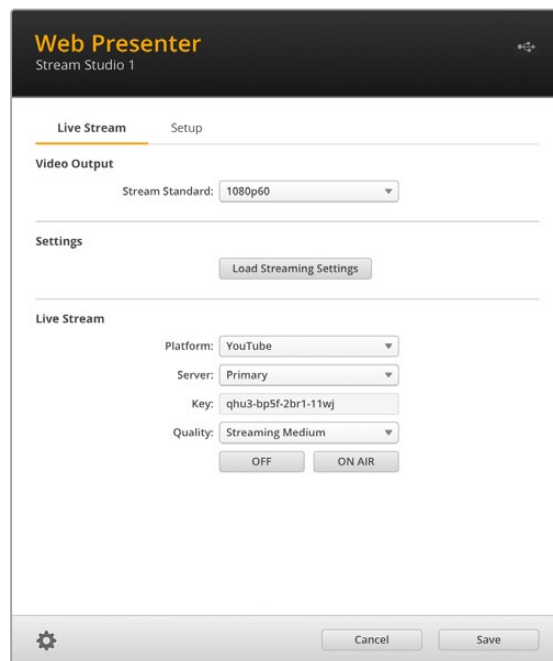 Web Presenter
Stream Studio 1
Live Stream Setup
Video Output
Stream Standard: 1080p60
Settings
Load Streaming Settings
Live Stream
Platform: YouTube
Server: Primary
Key: qhu3-bp5f-2br1-11wj
Quality: Streaming Medium
OFF ON AIR
Cancel Save